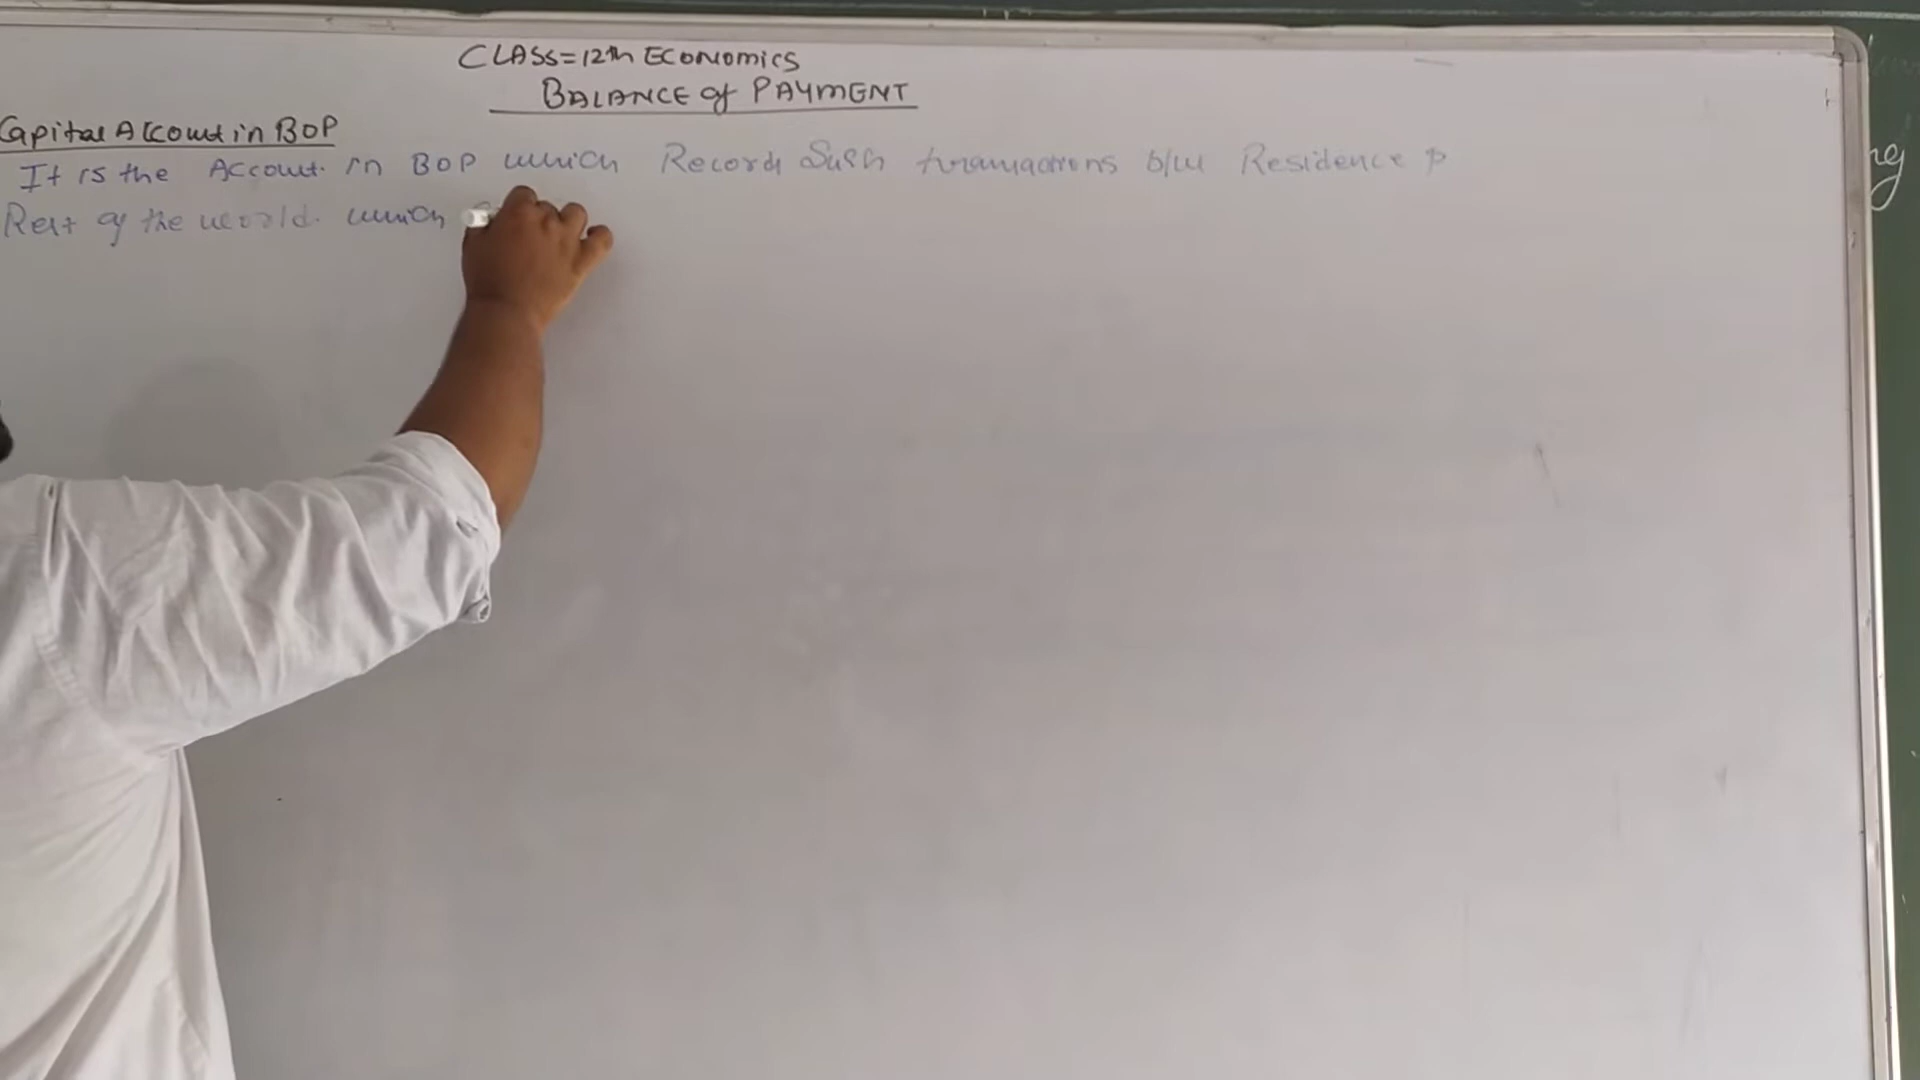 CLASS=12th ECONOMICS
BALANCE of PAYMENT
Capital Account in BOP
It is the Account in BOP which Records Such transactions b/w Residence &
Rest of the world. which